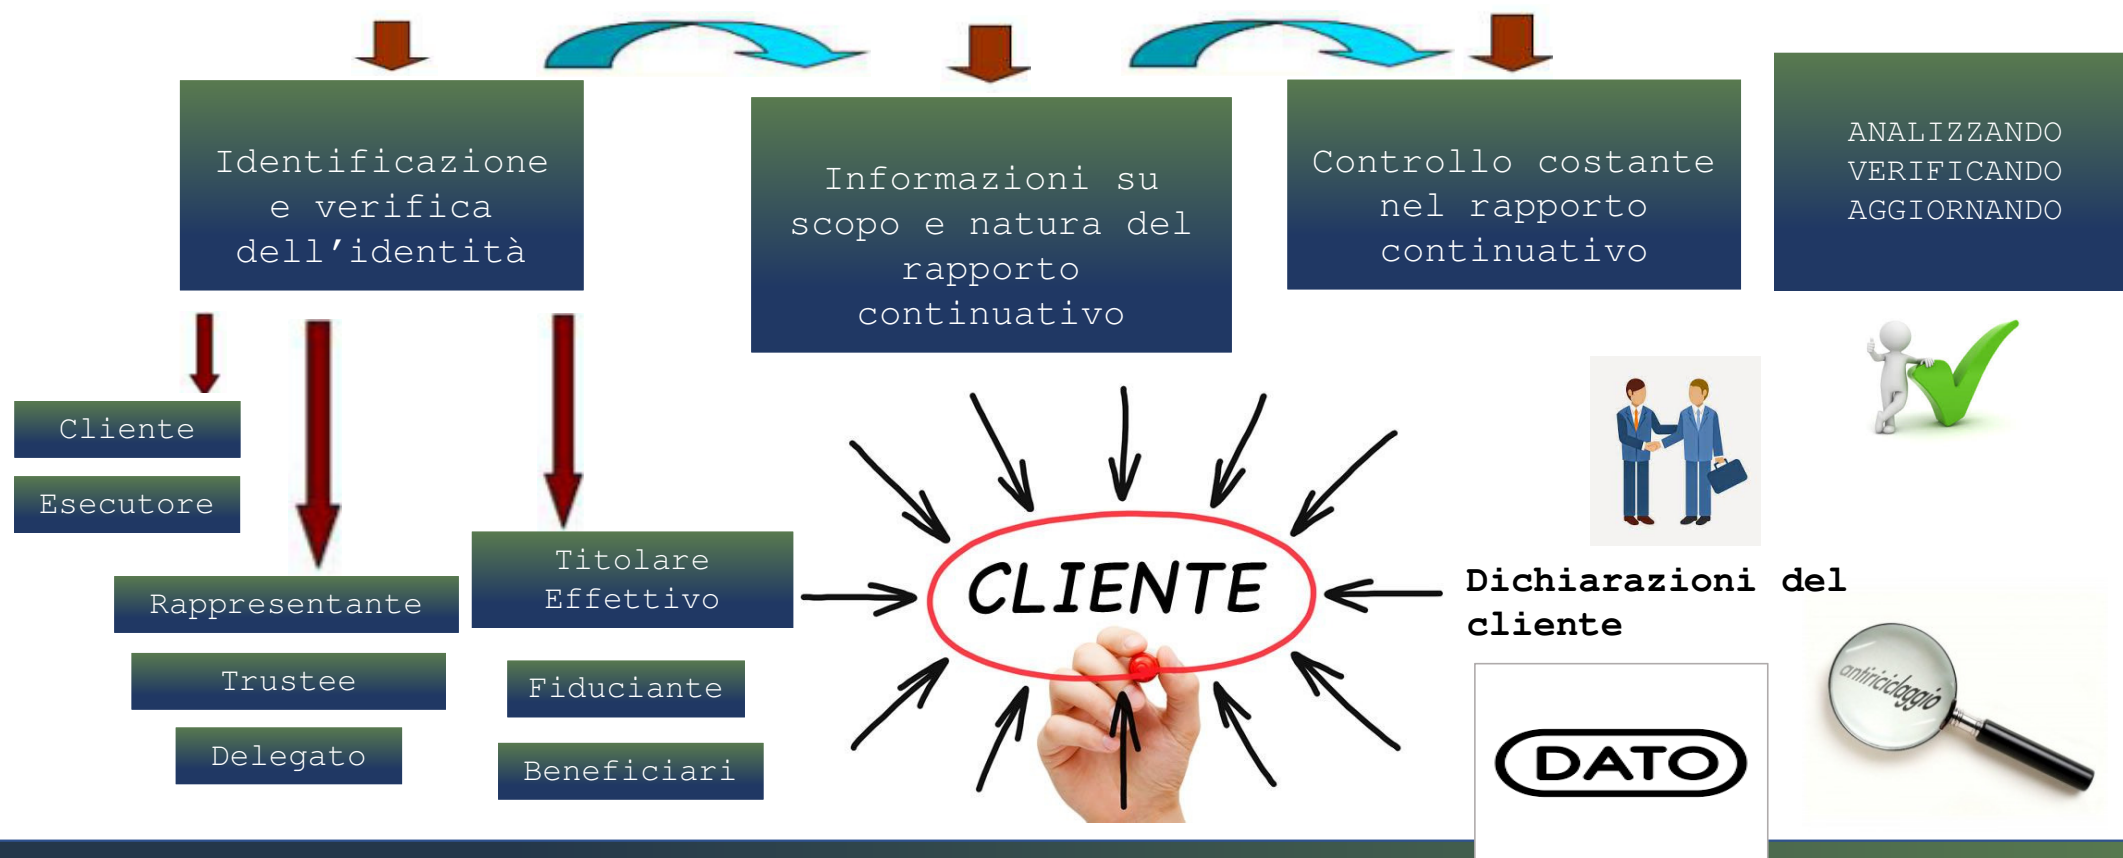 Identificazione
e verifica
dell'identità
Informazioni su
scopo e natura del
rapporto
continuativo
Controllo costante
nel rapporto
continuativo
ANALIZZANDO
VERIFICANDO
AGGIORNANDO
Cliente
Esecutore
Rappresentante
Trustee
Delegato
Titolare
Effettivo
Fiduciante
Beneficiari
CLIENTE
Dichiarazioni del
cliente
DATO
antiriciclaggio